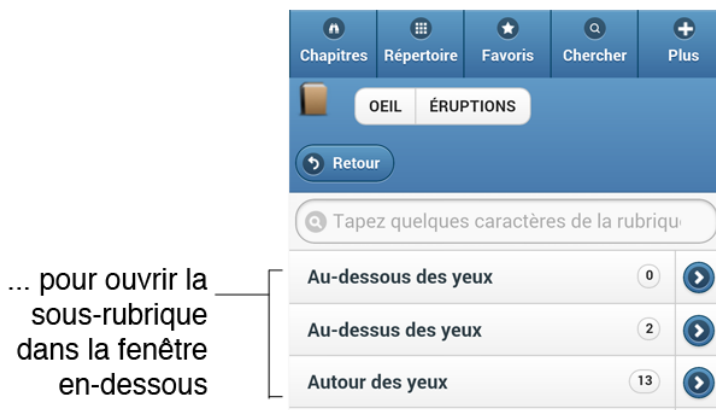 Chapitres Répertoire Favoris Chercher Plus
OEIL ÉRUPTIONS
Retour
Tapez quelques caractères de la rubriqu
... pour ouvrir la
sous-rubrique
dans la fenêtre
en-dessous
Au-dessous des yeux 0
Au-dessus des yeux 2
Autour des yeux 13